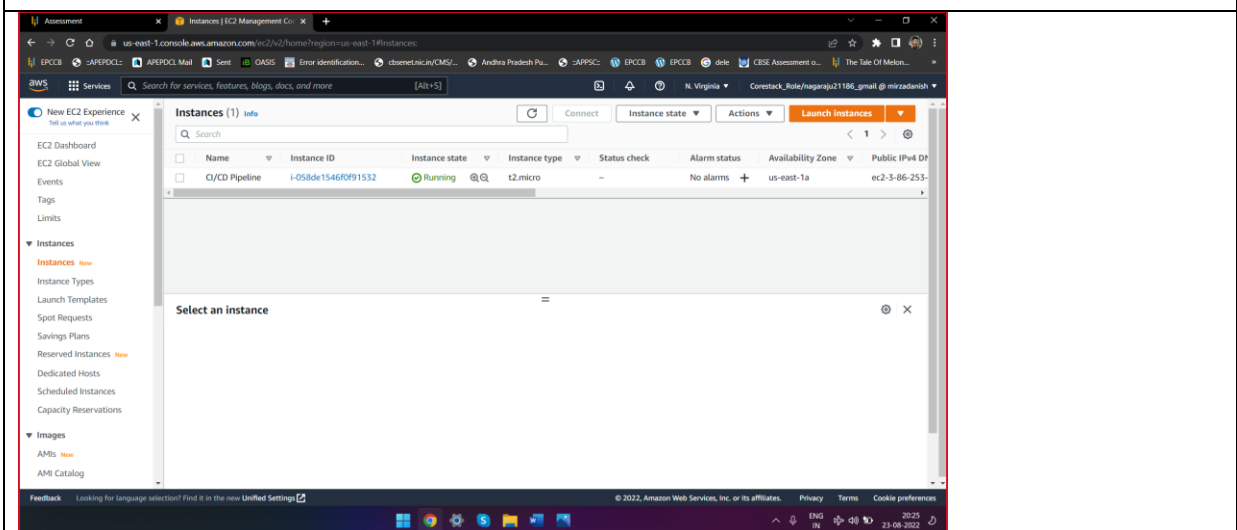 Assessment
Instances | EC2 Management Con
us-east-1.console.aws.amazon.com/ec2/v2/home?region=us-east-1#Instances:
EPCCB ::APEPDCL:: APEPDCL Mail Sent OASIS Error identification... cbsenet.nic.in/CMS/... Andhra Pradesh Pu... ::APPSC:: EPCCB EPCCB dele CBSE Assessment o... The Tale Of Melon... »
aws Services Search for services, features, blogs, docs, and more [Alt+S] N. Virginia ▼ Corestack_Role/nagaraju21186_gmail @ mirzadanish ▼
New EC2 Experience
Tell us what you think
EC2 Dashboard
EC2 Global View
Events
Tags
Limits
Instances
Instances New
Instance Types
Launch Templates
Spot Requests
Savings Plans
Reserved Instances New
Dedicated Hosts
Scheduled Instances
Capacity Reservations
Images
AMIs New
AMI Catalog
Instances (1) Info
Connect Instance state ▼ Actions ▼ Launch instances ▼
Search
< 1 >
Name Instance ID Instance state Instance type Status check Alarm status Availability Zone Public IPv4 DN
CI/CD Pipeline i-058de1546f0f91532 Running t2.micro – No alarms + us-east-1a ec2-3-86-253-
Select an instance
Feedback Looking for language selection? Find it in the new Unified Settings © 2022, Amazon Web Services, Inc. or its affiliates. Privacy Terms Cookie preferences
ENG
IN
20:25
23-08-2022